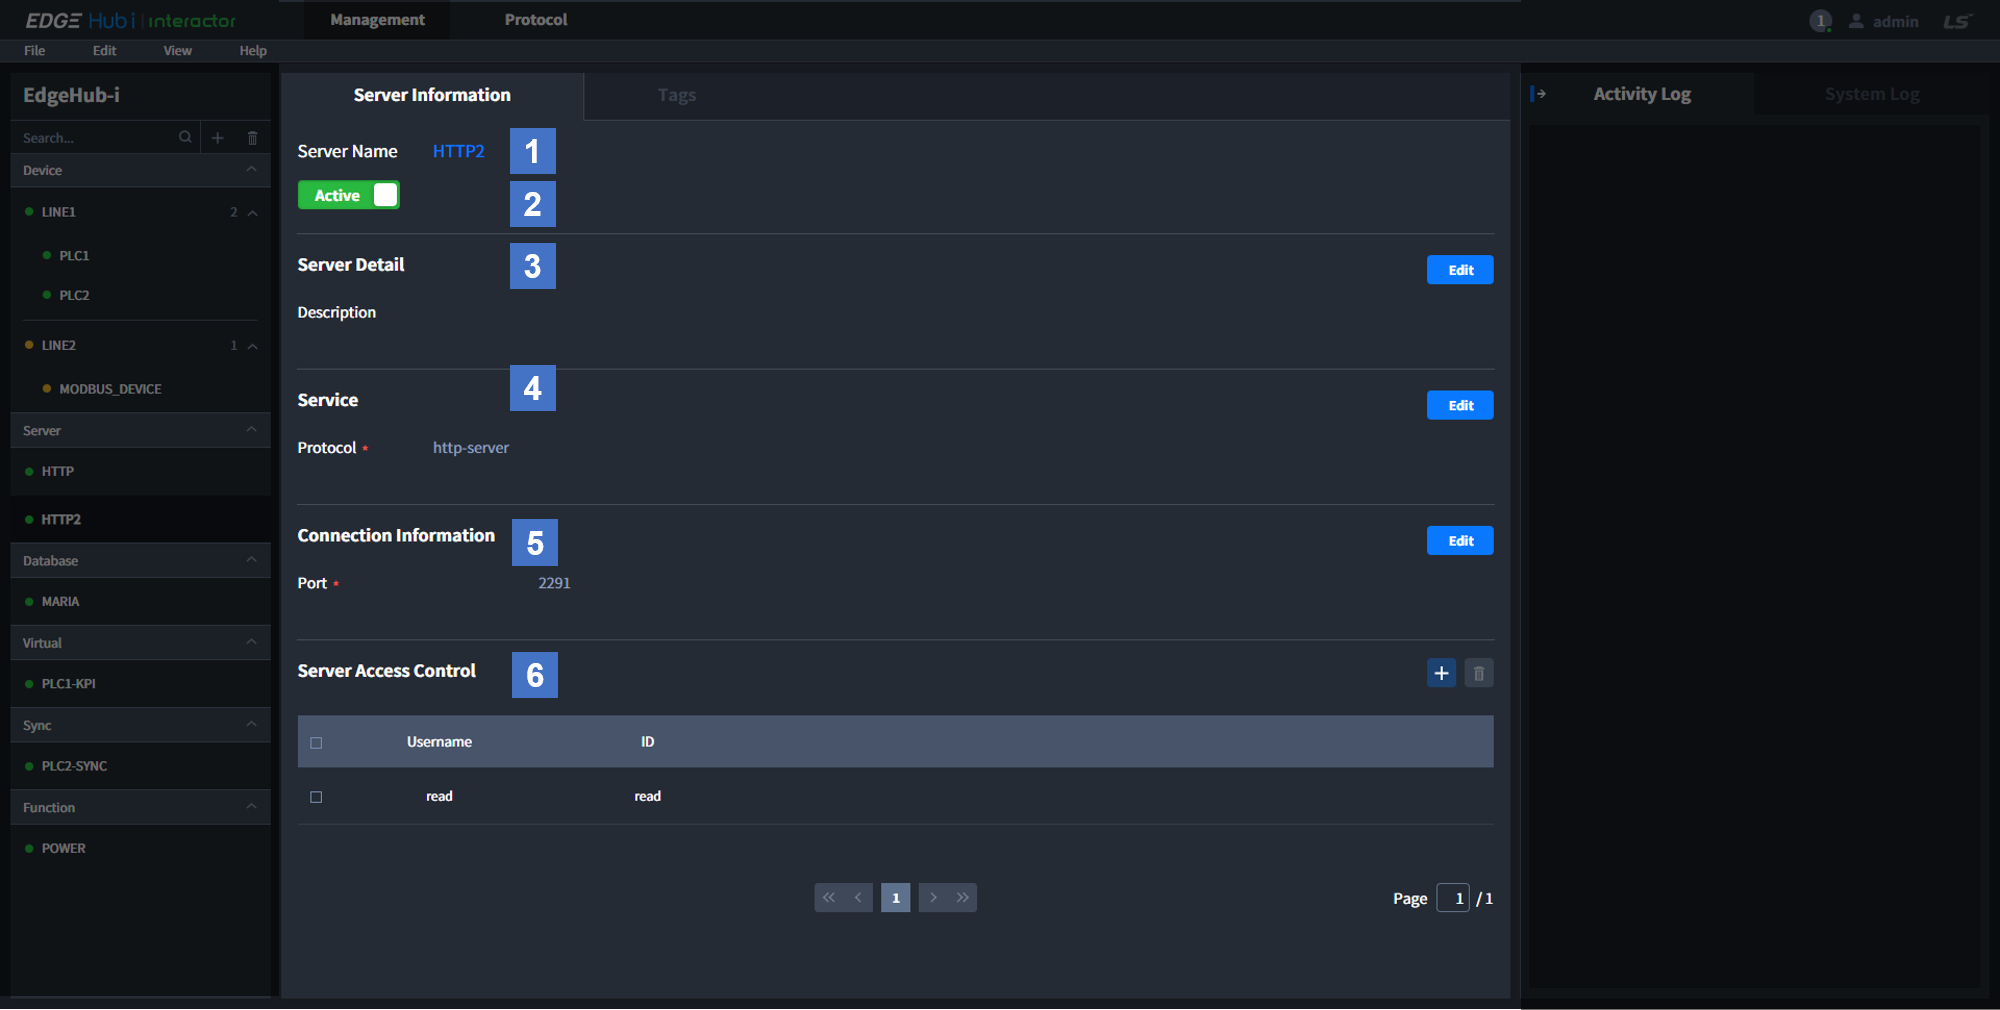 EDGE Hub i | interactor
Management
Protocol
1
admin
LS
File
Edit
View
Help
EdgeHub-i
Search...
Device
LINE1
2
PLC1
PLC2
LINE2
1
MODBUS_DEVICE
Server
HTTP
HTTP2
Database
MARIA
Virtual
PLC1-KPI
Sync
PLC2-SYNC
Function
POWER
Server Information
Tags
Server Name
HTTP2
1
Active
2
Server Detail
3
Edit
Description
4
Service
Edit
Protocol *
http-server
Connection Information
5
Edit
Port *
2291
Server Access Control
6
Username
ID
read
read
1
Page
1
/ 1
Activity Log
System Log